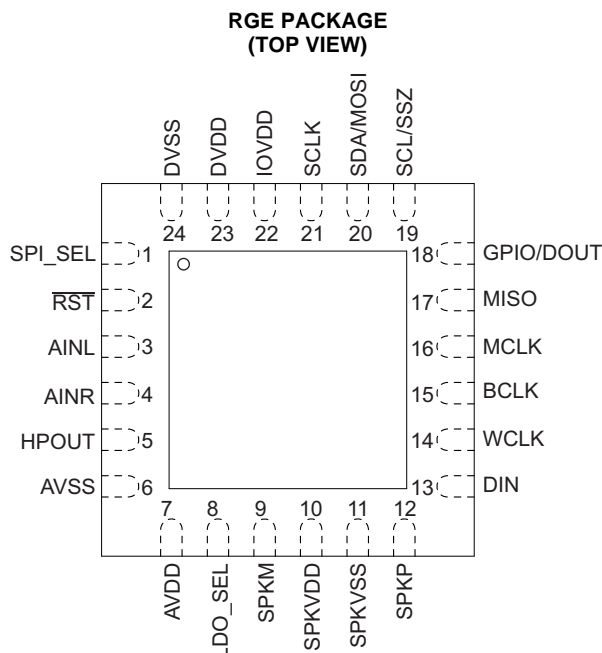 RGE PACKAGE
(TOP VIEW)
DVSS
DVDD
IOVDD
SCLK
SDA/MOSI
SCL/SSZ
24
23
22
21
20
19
SPI_SEL
1
18
GPIO/DOUT
RST
2
17
MISO
AINL
3
16
MCLK
AINR
4
15
BCLK
HPOUT
5
14
WCLK
AVSS
6
13
DIN
7
8
9
10
11
12
AVDD
LDO_SEL
SPKM
SPKVDD
SPKVSS
SPKP